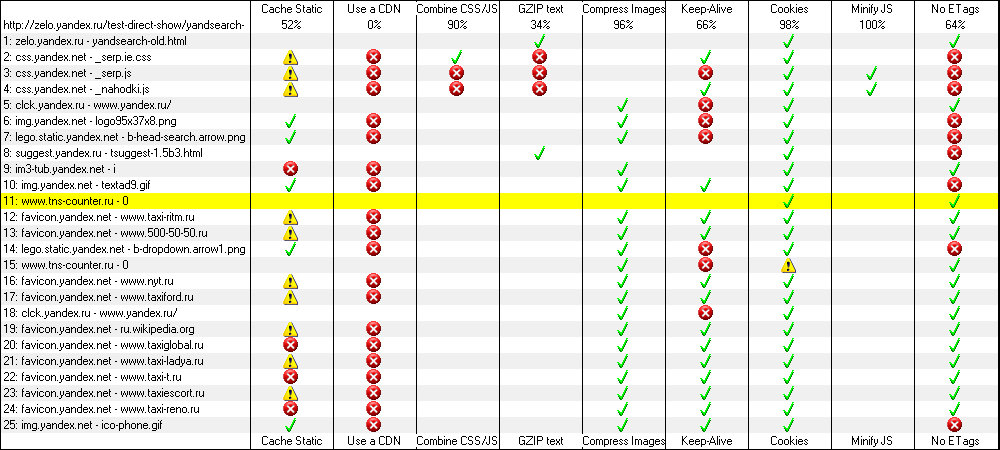 Cache Static Use a CDN Combine CSS/JS GZIP text Compress Images Keep-Alive Cookies Minify JS No ETags
http://zelo.yandex.ru/test-direct-show/yandsearch- 52% 0% 90% 34% 96% 66% 98% 100% 64%
1: zelo.yandex.ru - yandsearch-old.html
2: css.yandex.net - _serp.ie.css
3: css.yandex.net - _serp.js
4: css.yandex.net - _nahodki.js
5: clck.yandex.ru - www.yandex.ru/
6: img.yandex.net - logo95x37x8.png
7: lego.static.yandex.net - b-head-search.arrow.png
8: suggest.yandex.ru - tsuggest-1.5b3.html
9: im3-tub.yandex.net - i
10: img.yandex.net - textad9.gif
11: www.tns-counter.ru - 0
12: favicon.yandex.net - www.taxi-ritm.ru
13: favicon.yandex.net - www.500-50-50.ru
14: lego.static.yandex.net - b-dropdown.arrow1.png
15: www.tns-counter.ru - 0
16: favicon.yandex.net - www.nyt.ru
17: favicon.yandex.net - www.taxiford.ru
18: clck.yandex.ru - www.yandex.ru/
19: favicon.yandex.net - ru.wikipedia.org
20: favicon.yandex.net - www.taxiglobal.ru
21: favicon.yandex.net - www.taxi-ladya.ru
22: favicon.yandex.net - www.taxi-t.ru
23: favicon.yandex.net - www.taxiescort.ru
24: favicon.yandex.net - www.taxi-reno.ru
25: img.yandex.net - ico-phone.gif
Cache Static Use a CDN Combine CSS/JS GZIP text Compress Images Keep-Alive Cookies Minify JS No ETags